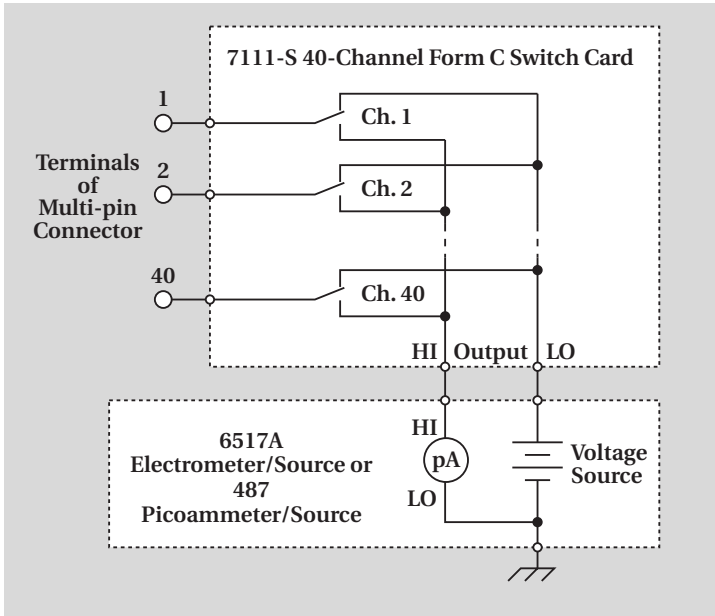 7111-S 40-Channel Form C Switch Card
1
Ch. 1
Terminals
of
Multi-pin
Connector
2
Ch. 2
40
Ch. 40
HI Output LO
6517A
Electrometer/Source or
487
Picoammeter/Source
HI
pA
LO
Voltage
Source